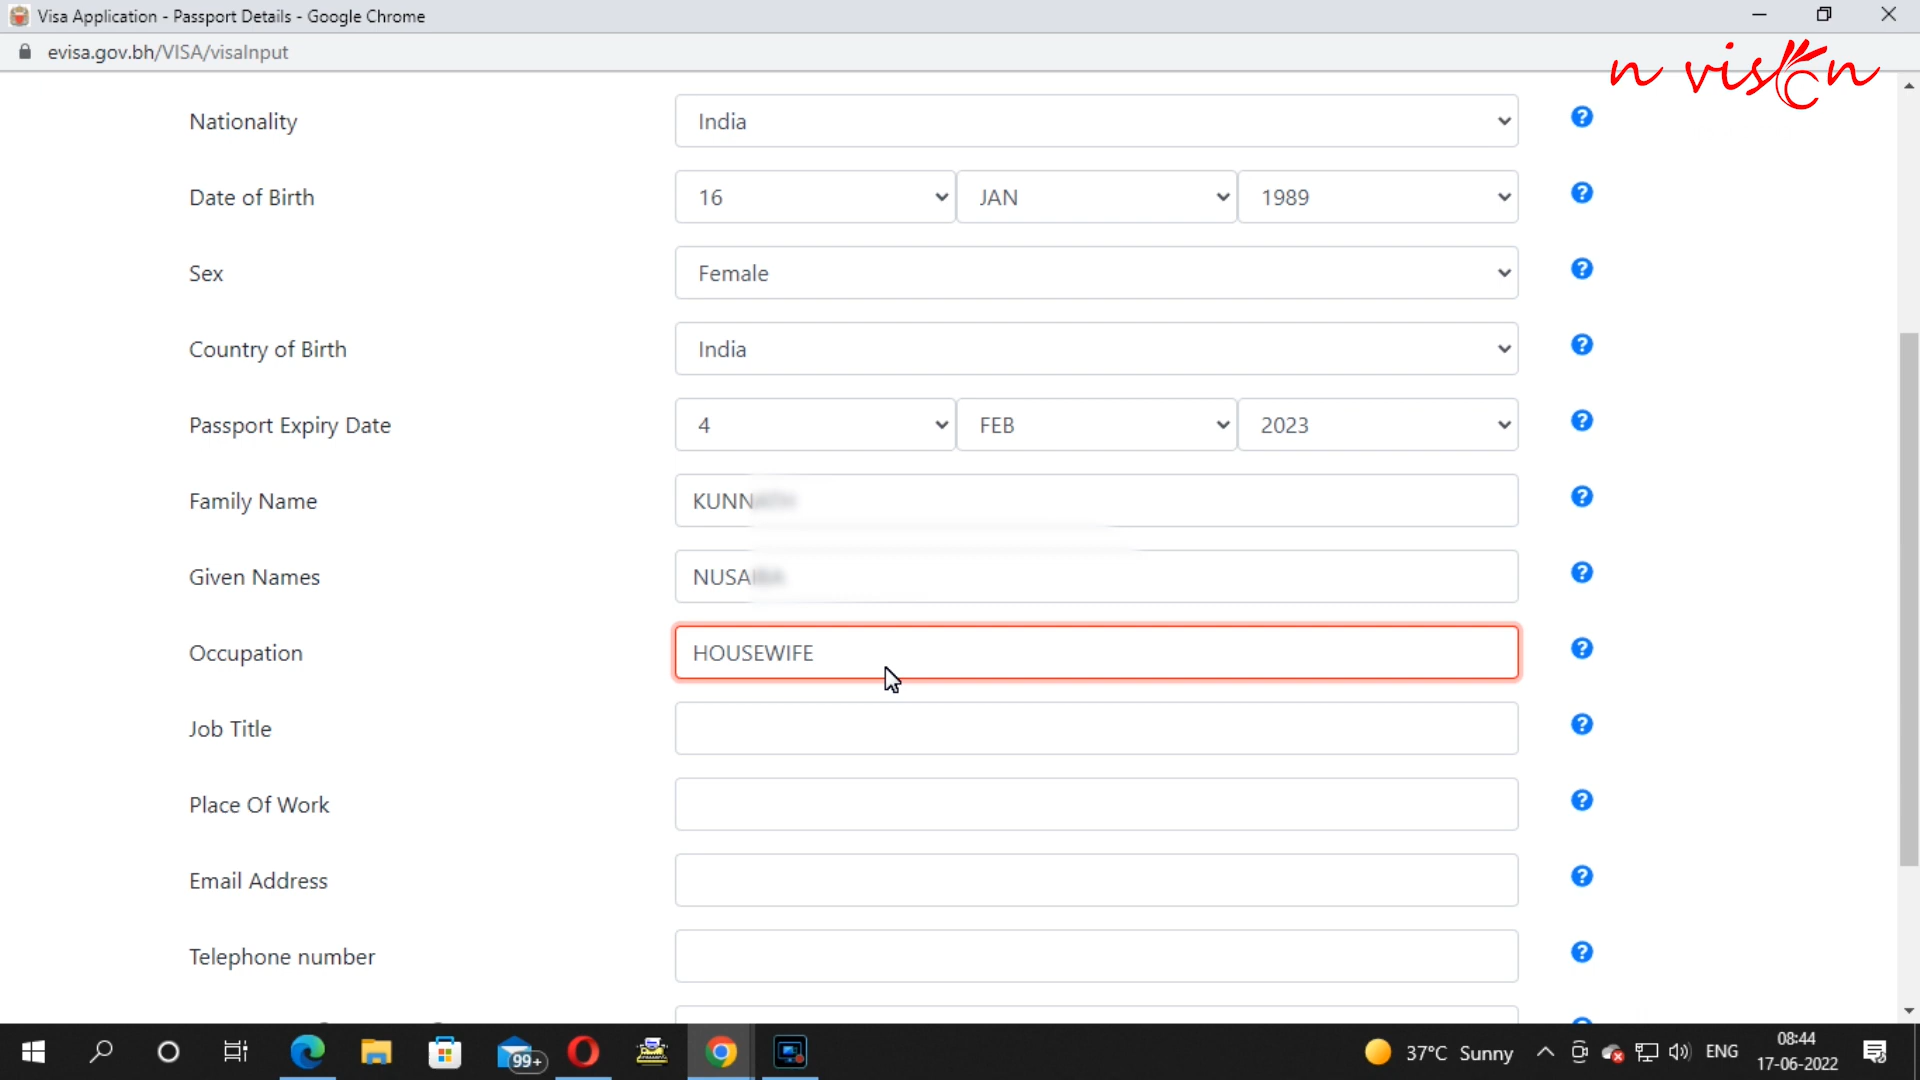 Visa Application - Passport Details - Google Chrome
evisa.gov.bh/VISA/visaInput
n vision
Nationality India
Date of Birth 16 JAN 1989
Sex Female
Country of Birth India
Passport Expiry Date 4 FEB 2023
Family Name KUNN
Given Names NUSA
Occupation HOUSEWIFE
Job Title
Place Of Work
Email Address
Telephone number
99+ 37°C Sunny ENG 08:44
17-06-2022